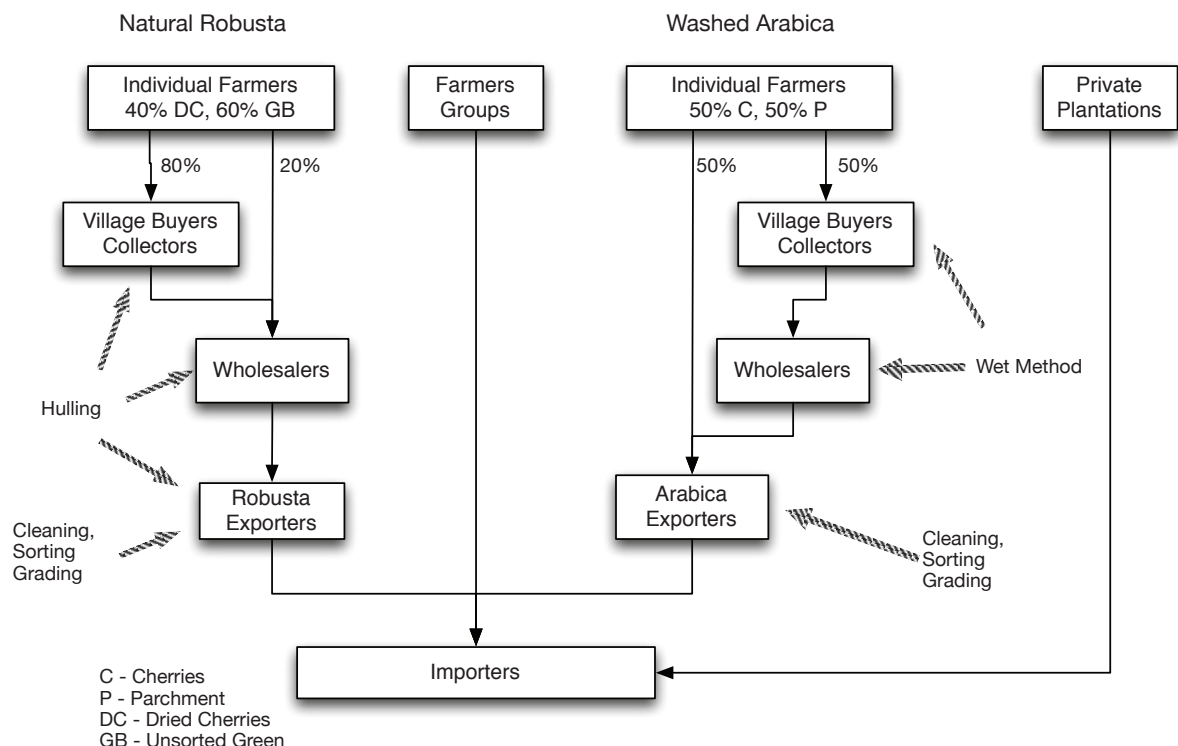 Natural Robusta
Washed Arabica
Individual Farmers
40% DC, 60% GB
Farmers
Groups
Individual Farmers
50% C, 50% P
Private
Plantations
80%
20%
50%
50%
Village Buyers
Collectors
Village Buyers
Collectors
Wholesalers
Wholesalers
Wet Method
Hulling
Robusta
Exporters
Arabica
Exporters
Cleaning,
Sorting
Grading
Cleaning,
Sorting
Grading
Importers
C - Cherries
P - Parchment
DC - Dried Cherries
GB - Unsorted Green